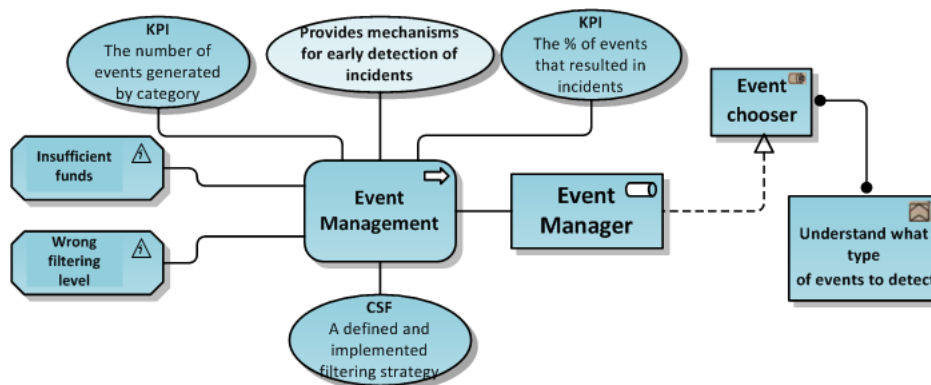 KPI
The number of
events generated
by category
Provides mechanisms
for early detection of
incidents
KPI
The % of events
that resulted in
incidents
Event
chooser
Insufficient
funds
Event
Management
Event
Manager
Understand what
type
of events to detect
Wrong
filtering
level
CSF
A defined and
implemented
filtering strategy